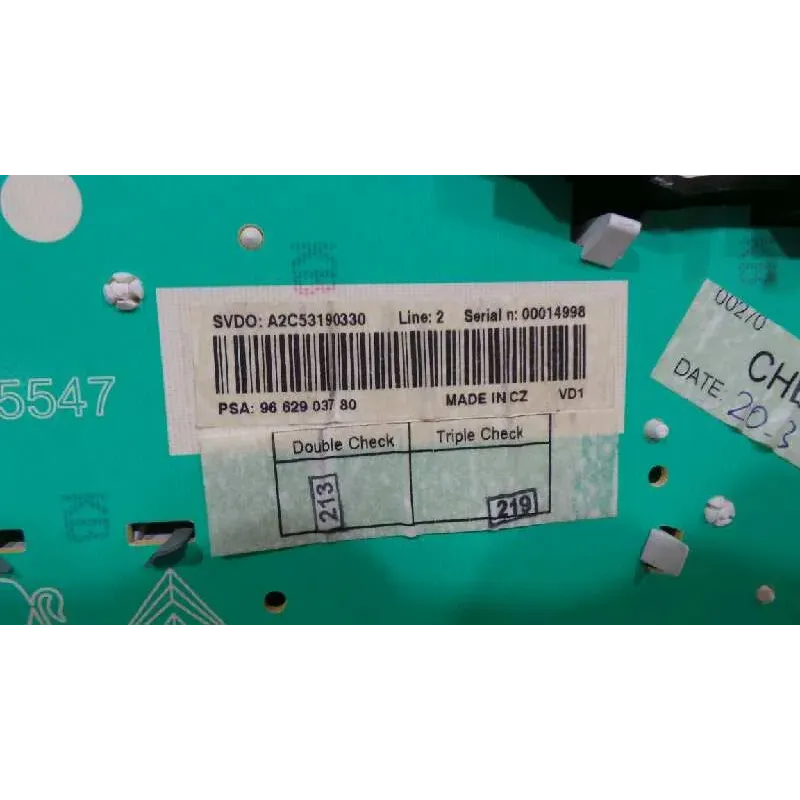 SVDO: A2C53190330 Line: 2 Serial n: 00014998
PSA: 96 629 037 80 MADE IN CZ VD1
Double Check Triple Check
213
219
5547
00270
DATE: 20-3